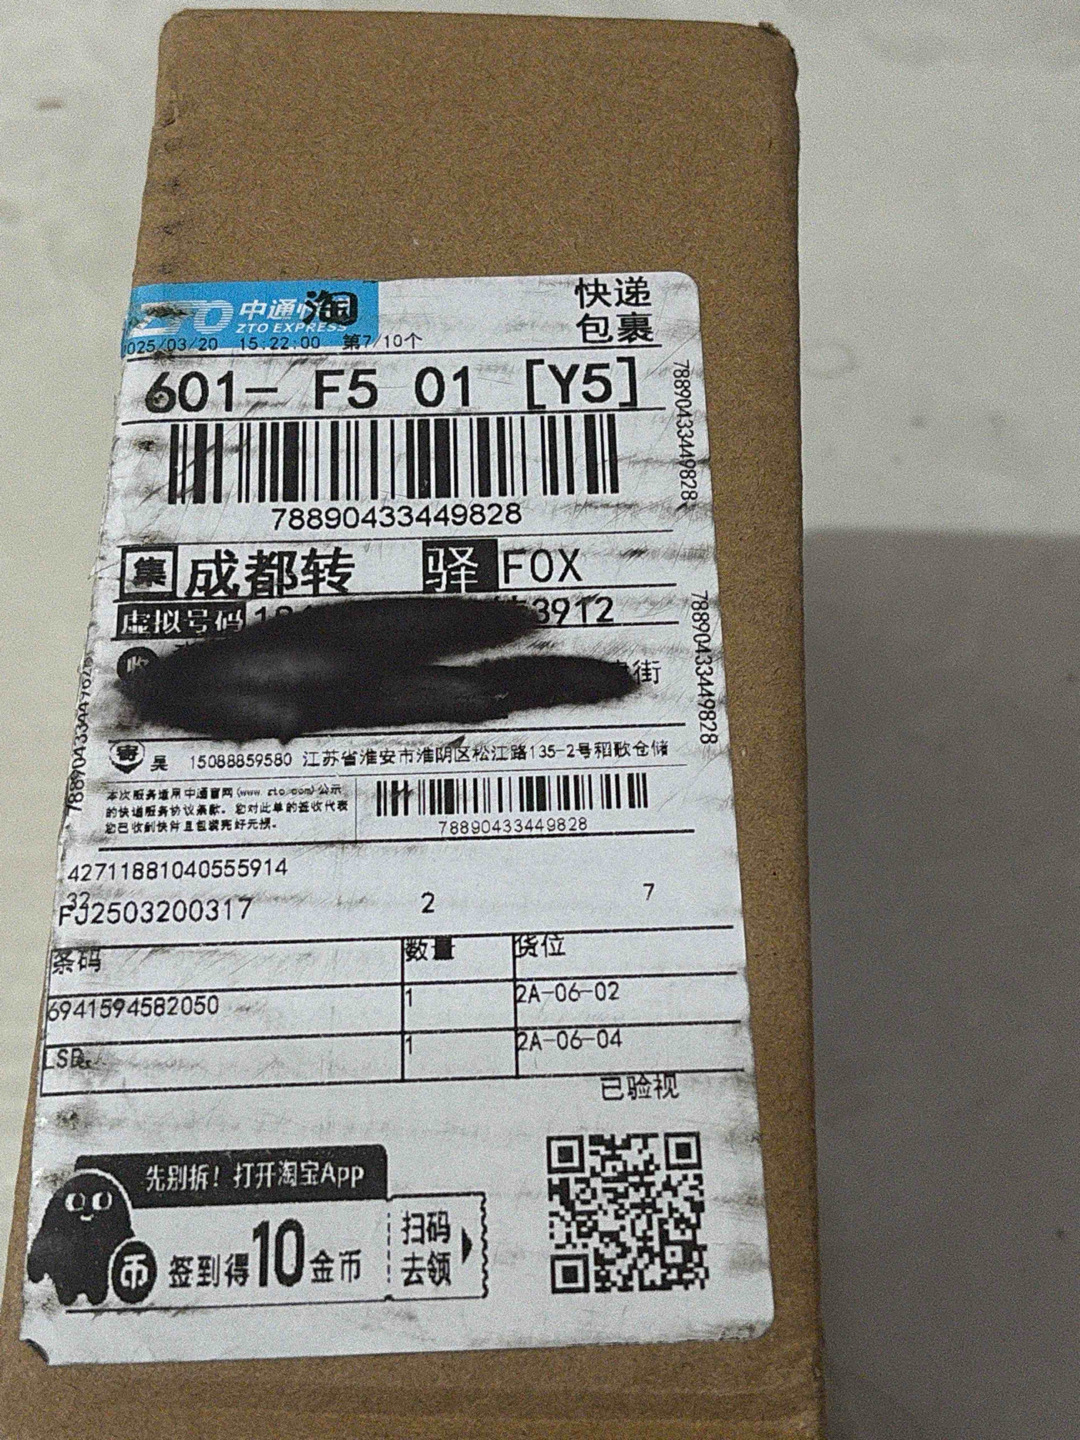 中通快 淘
ZTO EXPRESS
快递
包裹
025/03/20 15:22:00 第7/10个
601- F5 01 [Y5]
78890433449828
78890433449828
集 成都转 驿 FOX
虚拟号码
3912
收
街
78890433449828
寄 吴 15088859580 江苏省淮安市淮阴区松江路135-2号稻歌仓储
本次服务适用中通官网(www.zto.com)公示
的快递服务协议条款。您对此单的签收代表
您已收到快件且包装完好无损。
78890433449828
42711881040555914
32
FJ2503200317 2 7
条码 数量 货位
6941594582050 1 2A-06-02
1 2A-06-04
已验视
先别拆！打开淘宝App
币 签到得10金币
扫码
去领